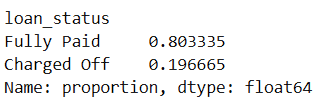 loan_status
Fully Paid     0.803335
Charged Off    0.196665
Name: proportion, dtype: float64